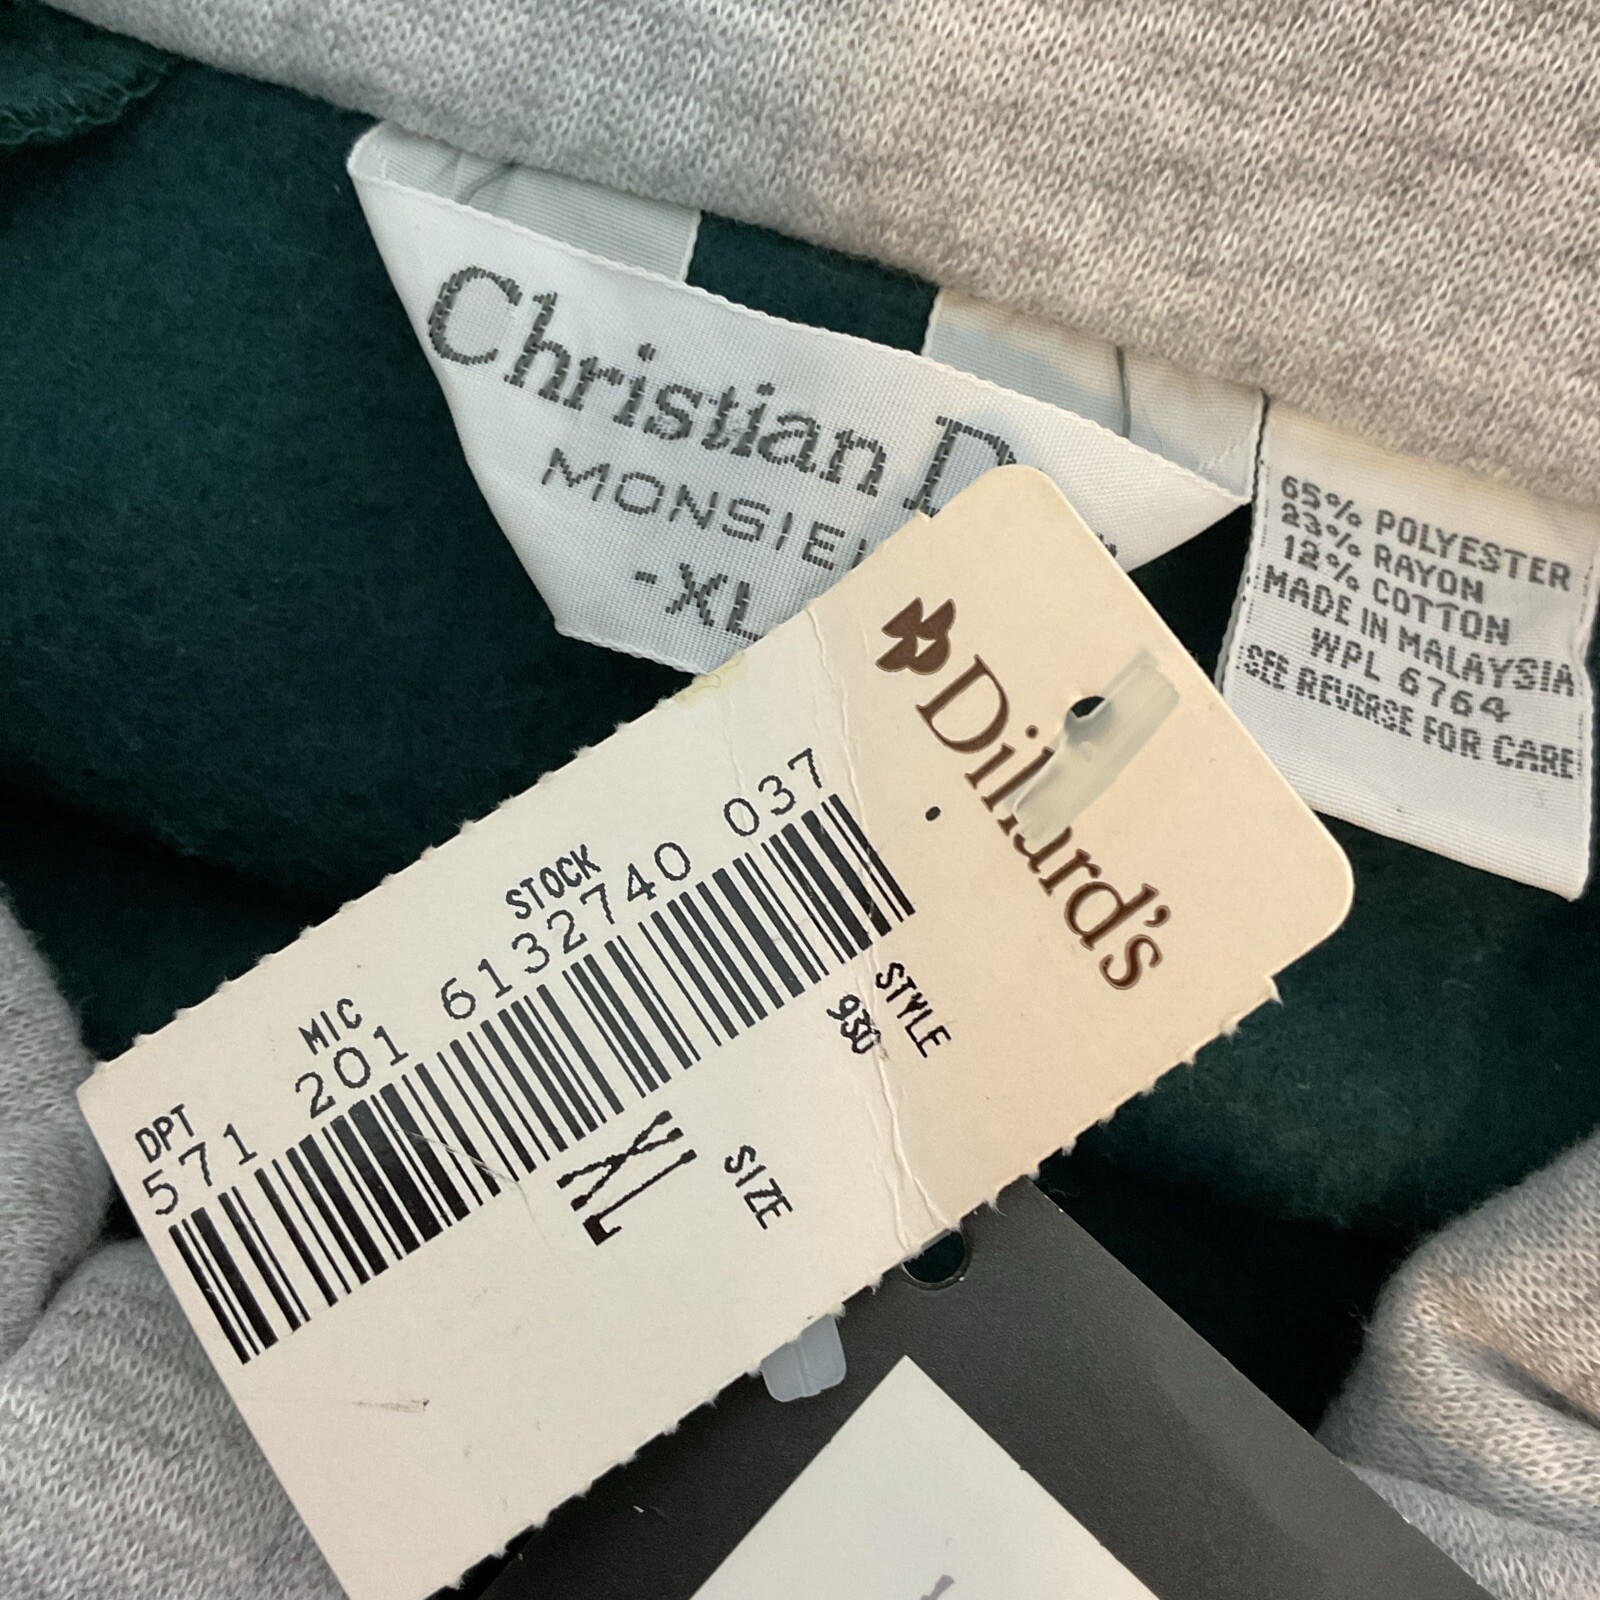 Christian D
MONSIE
-XL
65% POLYESTER
23% RAYON
12% COTTON
MADE IN MALAYSIA
WPL 6764
SEE REVERSE FOR CARE
Dillard's
DPT MIC STOCK
571 201 6132740 037
STYLE
930
SIZE
XL